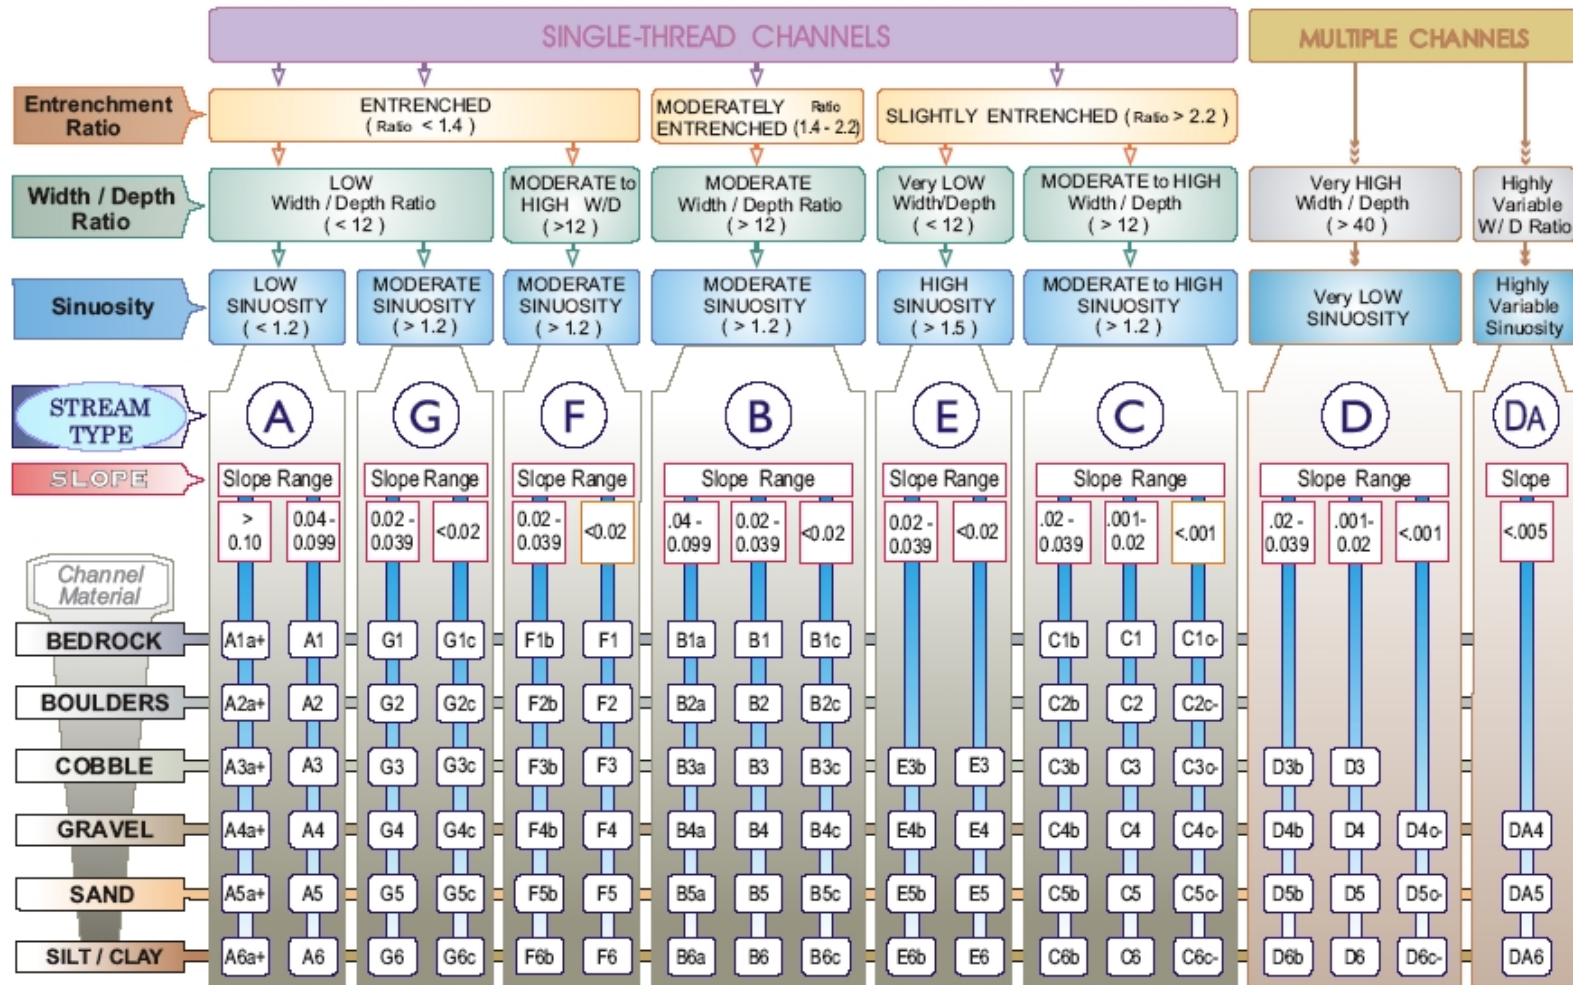 SINGLE-THREAD CHANNELS
MULTIPLE CHANNELS
Entrenchment
Ratio
ENTRENCHED
( Ratio < 1.4 )
MODERATELY Ratio
ENTRENCHED (1.4 - 2.2)
SLIGHTLY ENTRENCHED ( Ratio > 2.2 )
Width / Depth
Ratio
LOW
Width / Depth Ratio
( < 12 )
MODERATE to
HIGH W/D
( >12 )
MODERATE
Width / Depth Ratio
( > 12 )
Very LOW
Width/Depth
( < 12 )
MODERATE to HIGH
Width / Depth
( > 12 )
Very HIGH
Width / Depth
( > 40 )
Highly
Variable
W / D Ratio
Sinuosity
LOW
SINUOSITY
( < 1.2 )
MODERATE
SINUOSITY
( > 1.2 )
MODERATE
SINUOSITY
( > 1.2 )
MODERATE
SINUOSITY
( > 1.2 )
HIGH
SINUOSITY
( > 1.5 )
MODERATE to HIGH
SINUOSITY
( > 1.2 )
Very LOW
SINUOSITY
Highly
Variable
Sinuosity
STREAM
TYPE
A G F B E C D DA
SLOPE
Slope Range
Slope Range
Slope Range
Slope Range
Slope Range
Slope Range
Slope Range
Slope
>
0.10
0.04 -
0.099
0.02 -
0.039
<0.02
0.02 -
0.039
<0.02
.04 -
0.099
0.02 -
0.039
<0.02
0.02 -
0.039
<0.02
.02 -
0.039
.001-
0.02
<.001
.02 -
0.039
.001-
0.02
<.001
<.005
Channel
Material
BEDROCK A1a+ A1 G1 G1c F1b F1 B1a B1 B1c C1b C1 C1c-
BOULDERS A2a+ A2 G2 G2c F2b F2 B2a B2 B2c C2b C2 C2c-
COBBLE A3a+ A3 G3 G3c F3b F3 B3a B3 B3c E3b E3 C3b C3 C3c- D3b D3
GRAVEL A4a+ A4 G4 G4c F4b F4 B4a B4 B4c E4b E4 C4b C4 C4c- D4b D4 D4c- DA4
SAND A5a+ A5 G5 G5c F5b F5 B5a B5 B5c E5b E5 C5b C5 C5c- D5b D5 D5c- DA5
SILT / CLAY A6a+ A6 G6 G6c F6b F6 B6a B6 B6c E6b E6 C6b C6 C6c- D6b D6 D6c- DA6